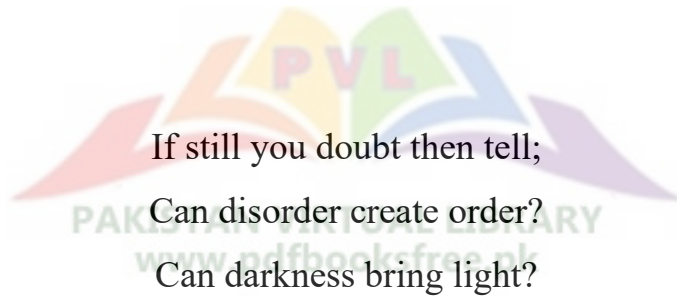 PVL
If still you doubt then tell;
PAKISTAN VIRTUAL LIBRARY
Can disorder create order?
www.pdfbooksfree.pk
Can darkness bring light?